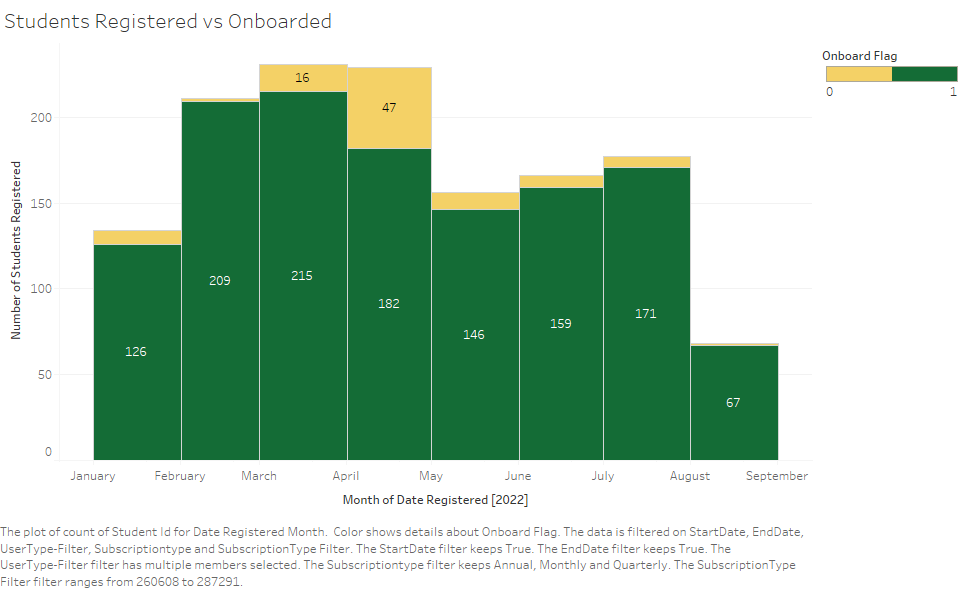 Students Registered vs Onboarded
Onboard Flag
0 1
Number of Students Registered
200
150
100
50
0
16
47
209
215
182
126
146
159
171
67
January February March April May June July August September
Month of Date Registered [2022]
The plot of count of Student Id for Date Registered Month.  Color shows details about Onboard Flag. The data is filtered on StartDate, EndDate,
UserType-Filter, Subscriptiontype and SubscriptionType Filter. The StartDate filter keeps True. The EndDate filter keeps True. The
UserType-Filter filter has multiple members selected. The Subscriptiontype filter keeps Annual, Monthly and Quarterly. The SubscriptionType
Filter filter ranges from 260608 to 287291.